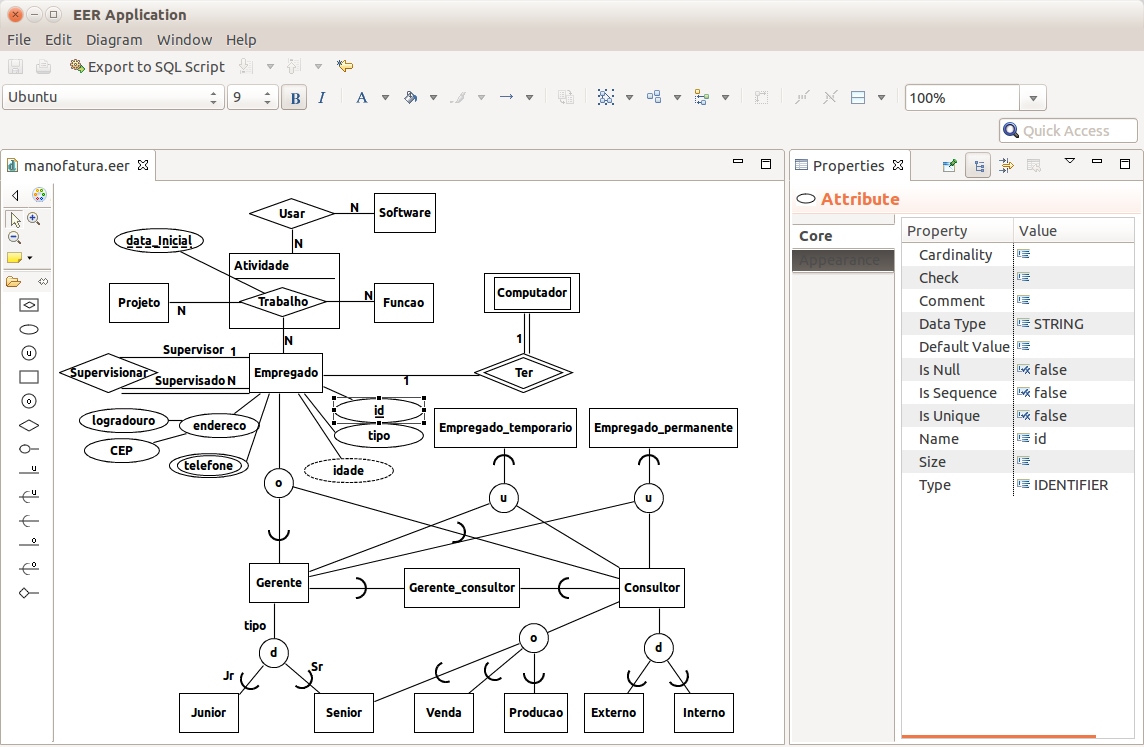 EER Application
File Edit Diagram Window Help
Export to SQL Script
Ubuntu 9 B I A 100%
Quick Access
manofatura.eer
Properties
Attribute
Core
Appearance
Property Value
Cardinality
Check
Comment
Data Type STRING
Default Value
Is Null false
Is Sequence false
Is Unique false
Name id
Size
Type IDENTIFIER
u
o
u
u
o
o
Usar N Software
N
data_Inicial
Atividade
Projeto N Trabalho N Funcao
Computador
N
1
Supervisor 1
Supervisionar Empregado
Supervisado N
1 Ter
id
logradouro endereco tipo
CEP
telefone idade
Empregado_temporario Empregado_permanente
o u u
Gerente Gerente_consultor Consultor
tipo
d o d
Jr Sr
Junior Senior Venda Producao Externo Interno